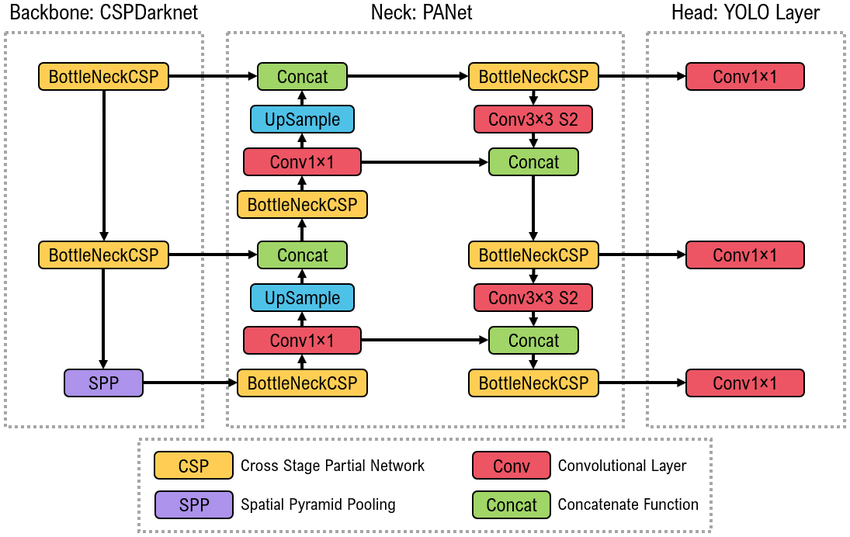 Backbone: CSPDarknet
Neck: PANet
Head: YOLO Layer
BottleNeckCSP
Concat
BottleNeckCSP
Conv1×1
UpSample
Conv3×3 S2
Conv1×1
Concat
BottleNeckCSP
BottleNeckCSP
Concat
BottleNeckCSP
Conv1×1
UpSample
Conv3×3 S2
Conv1×1
Concat
SPP
BottleNeckCSP
BottleNeckCSP
Conv1×1
CSP
Cross Stage Partial Network
Conv
Convolutional Layer
SPP
Spatial Pyramid Pooling
Concat
Concatenate Function